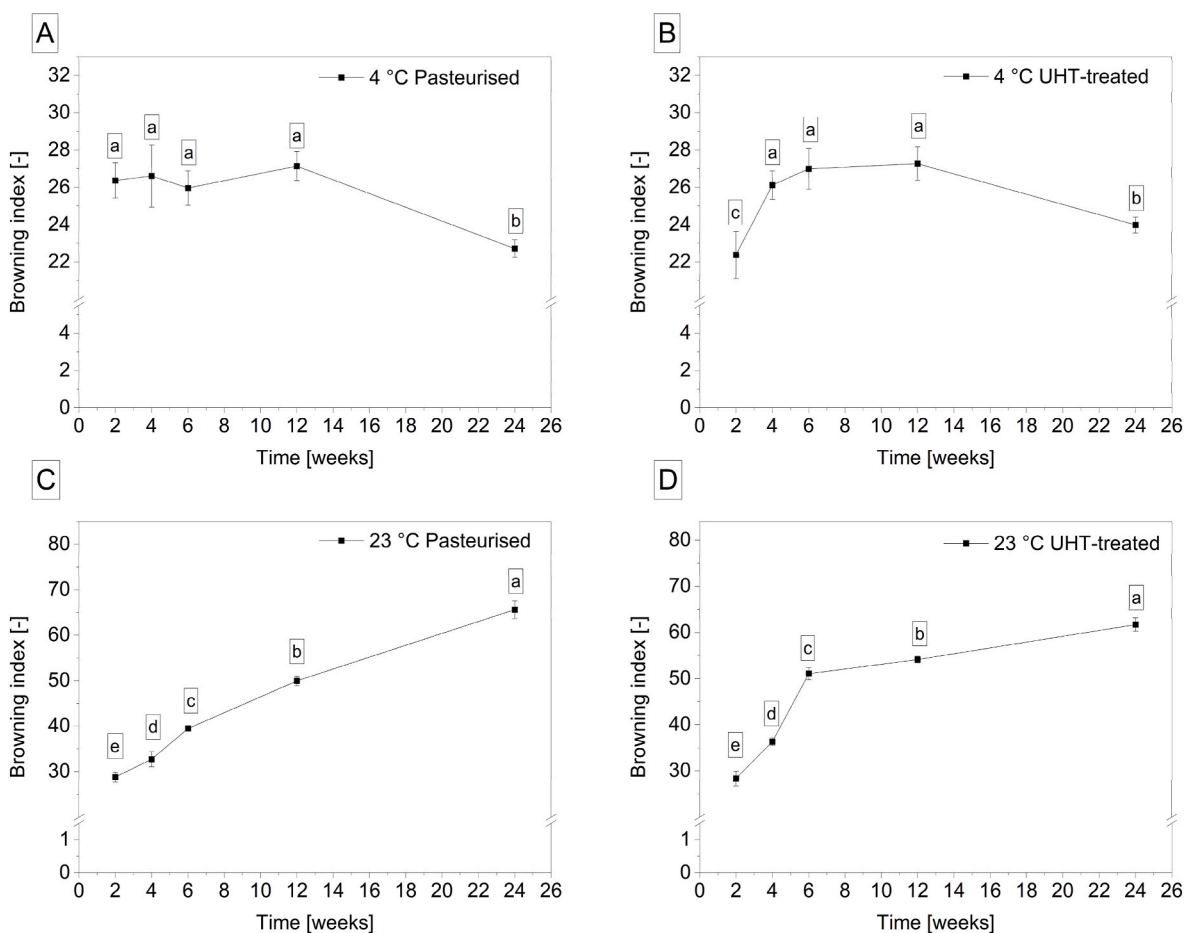 A
4 °C Pasteurised
Browning index [-]
32
30
28
26
24
22
4
2
0
a
a
a
a
b
0 2 4 6 8 10 12 14 16 18 20 22 24 26
Time [weeks]
B
4 °C UHT-treated
Browning index [-]
32
30
28
26
24
22
4
2
0
c
a
a
a
b
0 2 4 6 8 10 12 14 16 18 20 22 24 26
Time [weeks]
C
23 °C Pasteurised
Browning index [-]
80
70
60
50
40
30
1
0
e
d
c
b
a
0 2 4 6 8 10 12 14 16 18 20 22 24 26
Time [weeks]
D
23 °C UHT-treated
Browning index [-]
80
70
60
50
40
30
1
0
e
d
c
b
a
0 2 4 6 8 10 12 14 16 18 20 22 24 26
Time [weeks]